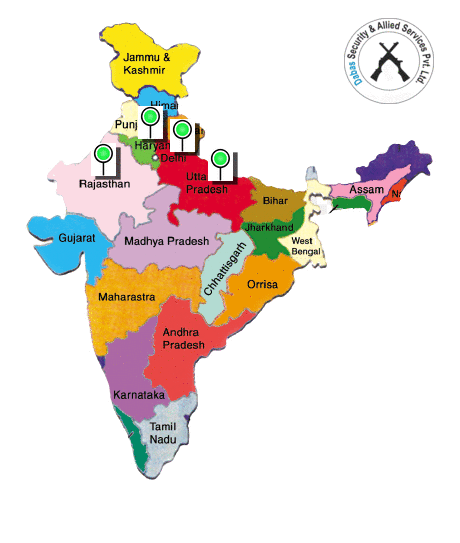 Dabas Security & Allied Services Pvt. Ltd.
Jammu &
Kashmir
Hima
Punj
Haryan
Delhi
Rajasthan
Utta
Pradesh
Assam
Bihar
Jharkhand
Gujarat
Madhya Pradesh
West
Bengal
Chhattisgarh
Orrisa
Maharastra
Andhra
Pradesh
Karnataka
Tamil
Nadu